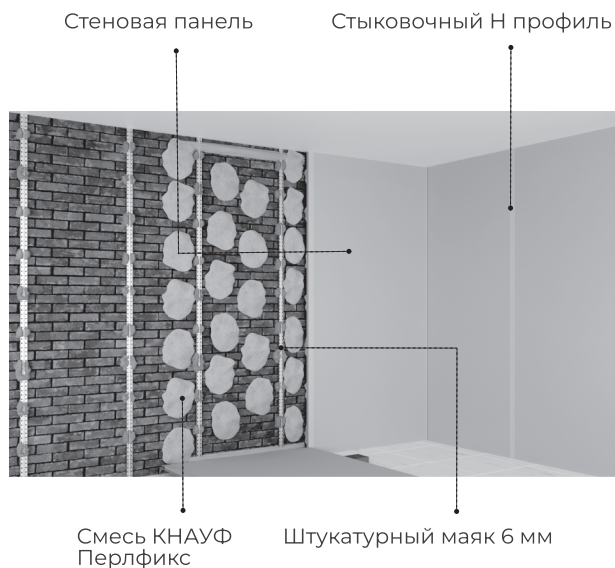 Стеновая панель
Стыковочный Н профиль
Смесь КНАУФ
Перлфикс
Штукатурный маяк 6 мм